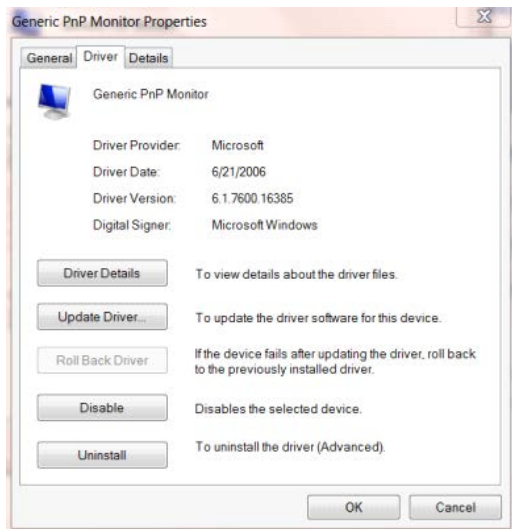 Generic PnP Monitor Properties
General Driver Details
Generic PnP Monitor
Driver Provider: Microsoft
Driver Date: 6/21/2006
Driver Version: 6.1.7600.16385
Digital Signer: Microsoft Windows
Driver Details To view details about the driver files.
Update Driver... To update the driver software for this device.
Roll Back Driver If the device fails after updating the driver, roll back
to the previously installed driver.
Disable Disables the selected device.
Uninstall To uninstall the driver (Advanced).
OK Cancel